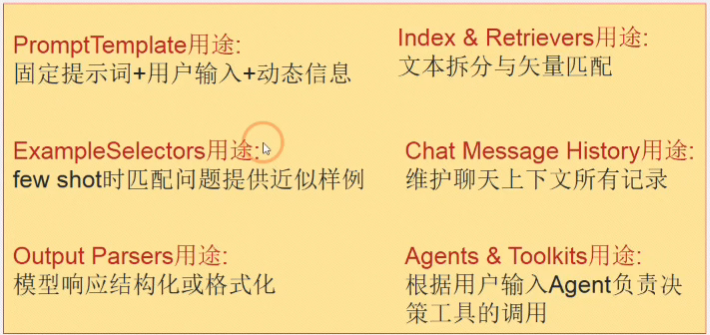 PromptTemplate用途:
固定提示词+用户输入+动态信息
Index & Retrievers用途:
文本拆分与矢量匹配
ExampleSelectors用途:
few shot时匹配问题提供近似样例
Chat Message History用途:
维护聊天上下文所有记录
Output Parsers用途:
模型响应结构化或格式化
Agents & Toolkits用途:
根据用户输入Agent负责决
策工具的调用